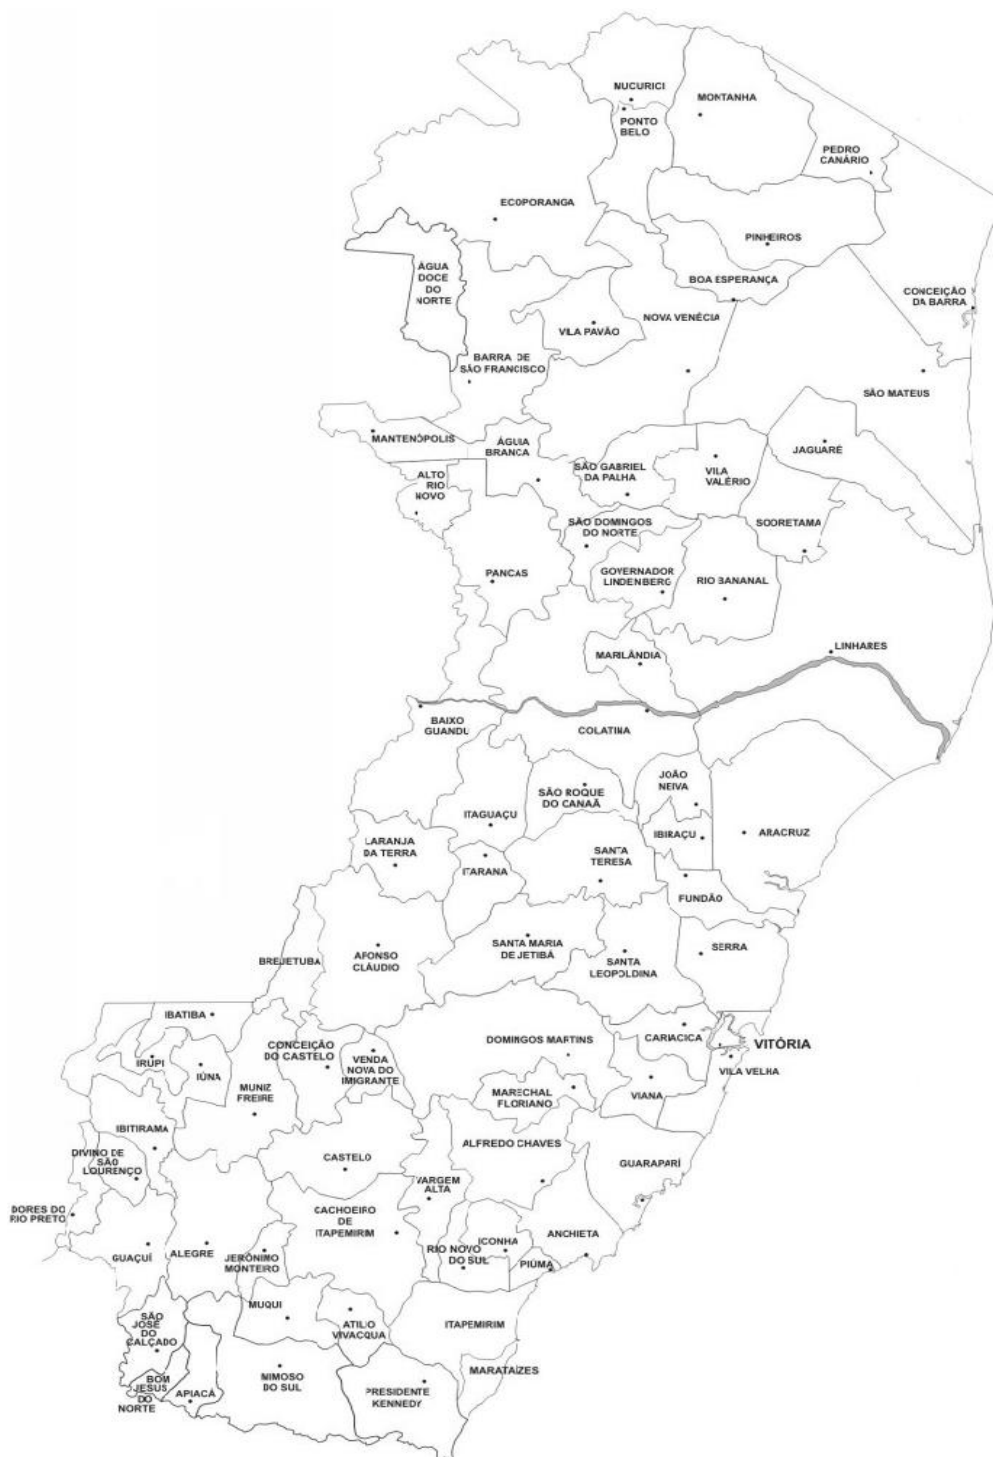 MUCURICI
MONTANHA
PONTO
BELO
PEDRO
CANÁRIO
ECOPORANGA
PINHEIROS
ÁGUA
DOCE
DO
NORTE
BOA ESPERANÇA
CONCEIÇÃO
DA BARRA
VILA PAVÃO
NOVA VENÉCIA
BARRA DE
SÃO FRANCISCO
SÃO MATEUS
MANTENÓPOLIS
ÁGUIA
BRANCA
JAGUARÉ
ALTO
RIO
NOVO
SÃO GABRIEL
DA PALHA
VILA
VALÉRIO
SÃO DOMINGOS
DO NORTE
SOORETAMA
PANCAS
GOVERNADOR
LINDENBERG
RIO BANANAL
MARILÂNDIA
LINHARES
BAIXO
GUANDU
COLATINA
JOÃO
NEIVA
SÃO ROQUE
DO CANAÃ
ITAGUAÇU
IBIRAÇU
ARACRUZ
LARANJA
DA TERRA
SANTA
TERESA
ITARANA
FUNDÃO
BREJETUBA
AFONSO
CLÁUDIO
SANTA MARIA
DE JETIBÁ
SANTA
LEOPOLDINA
SERRA
IBATIBA
CONCEIÇÃO
DO CASTELO
DOMINGOS MARTINS
CARIACICA
VITÓRIA
IRUPI
IÚNA
VENDA
NOVA DO
IMIGRANTE
VILA VELHA
MUNIZ
FREIRE
MARECHAL
FLORIANO
VIANA
IBITIRAMA
ALFREDO CHAVES
DIVINO DE
SÃO
LOURENÇO
CASTELO
GUARAPARÍ
VARGEM
ALTA
DORES DO
RIO PRETO
CACHOEIRO
DE
ITAPEMIRIM
ANCHIETA
GUAÇUÍ
ALEGRE
JERÔNIMO
MONTEIRO
RIO NOVO
DO SUL
ICONHA
PIÚMA
MUQUI
SÃO
JOSÉ
DO
CALÇADO
ATILIO
VIVACQUA
ITAPEMIRIM
BOM
JESUS
DO
NORTE
APIACÁ
MIMOSO
DO SUL
PRESIDENTE
KENNEDY
MARATAÍZES